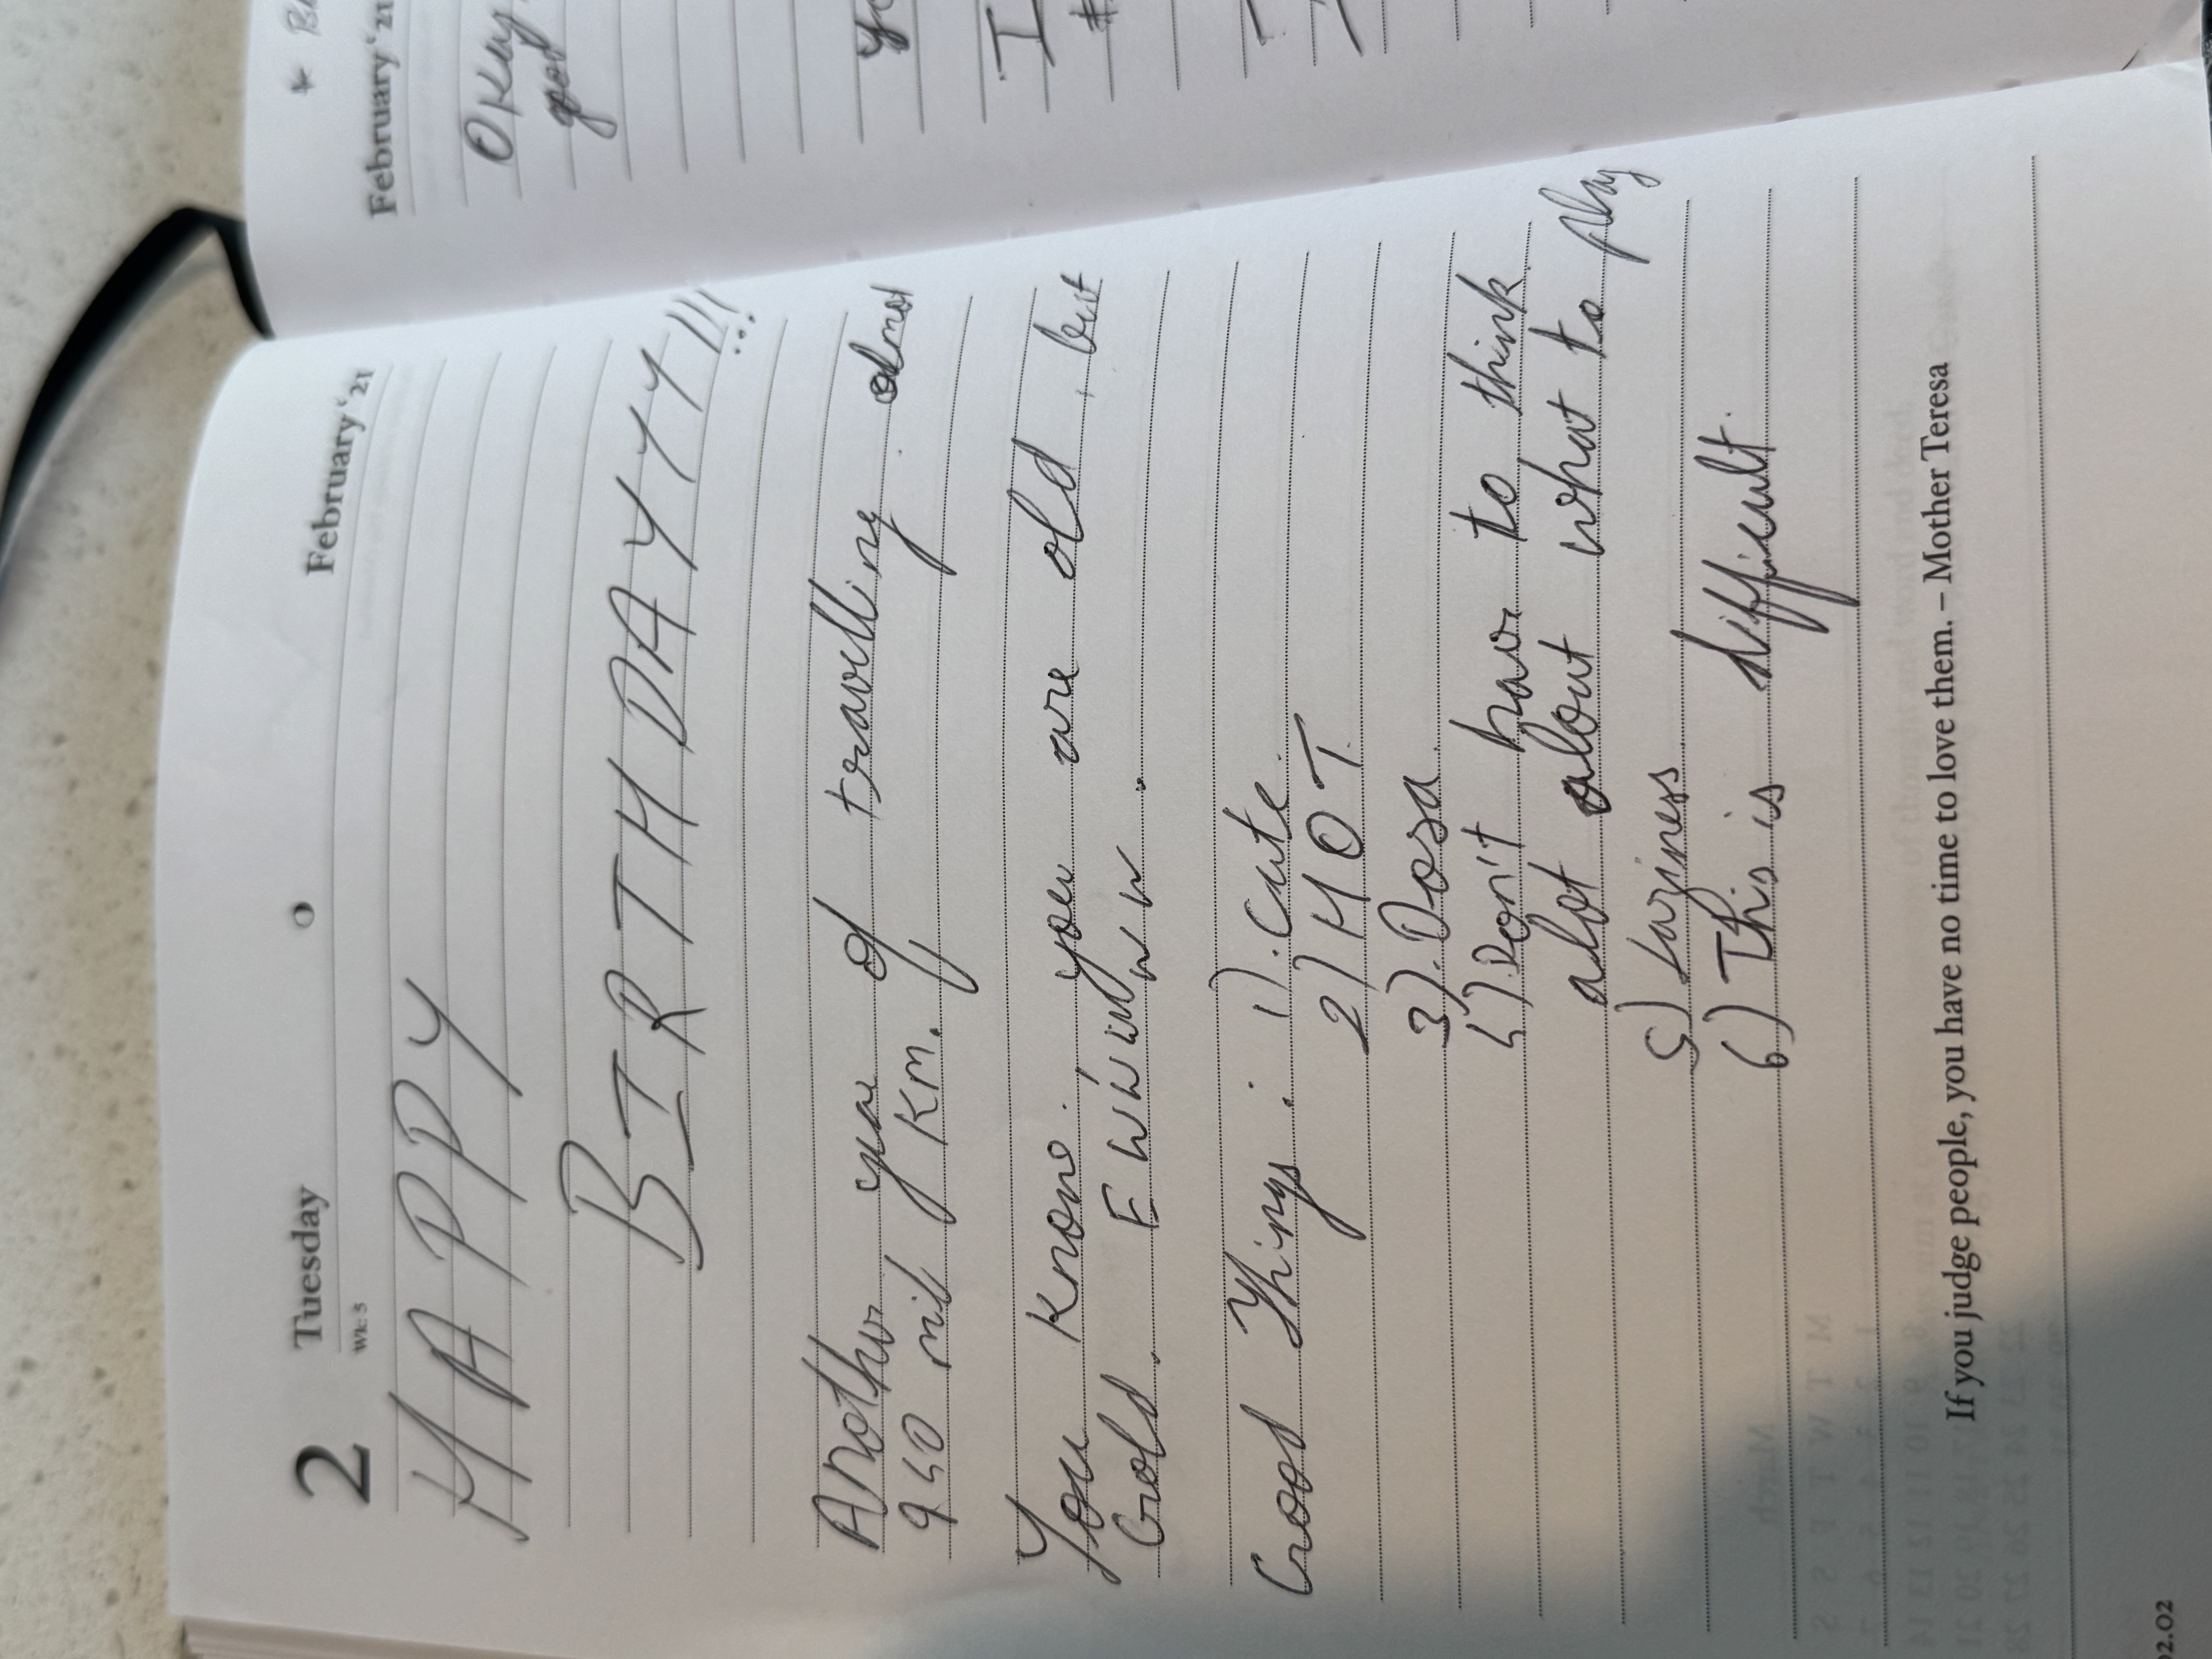 2 Tuesday February '21
Wk: 5
HAPPY
BIRTHDAYYY!!!
Another year of travelling almost
940 mil KM.
You know, you are old, but
Gold. EWWWWW.
Good Things: 1). Cute.
2) HOT.
3). Dosa.
4) Don't have to think
alot about what to play
5) Laziness.
6) This is difficult.
If you judge people, you have no time to love them. – Mother Teresa
02.02
* B
February '21
Okay
good
I